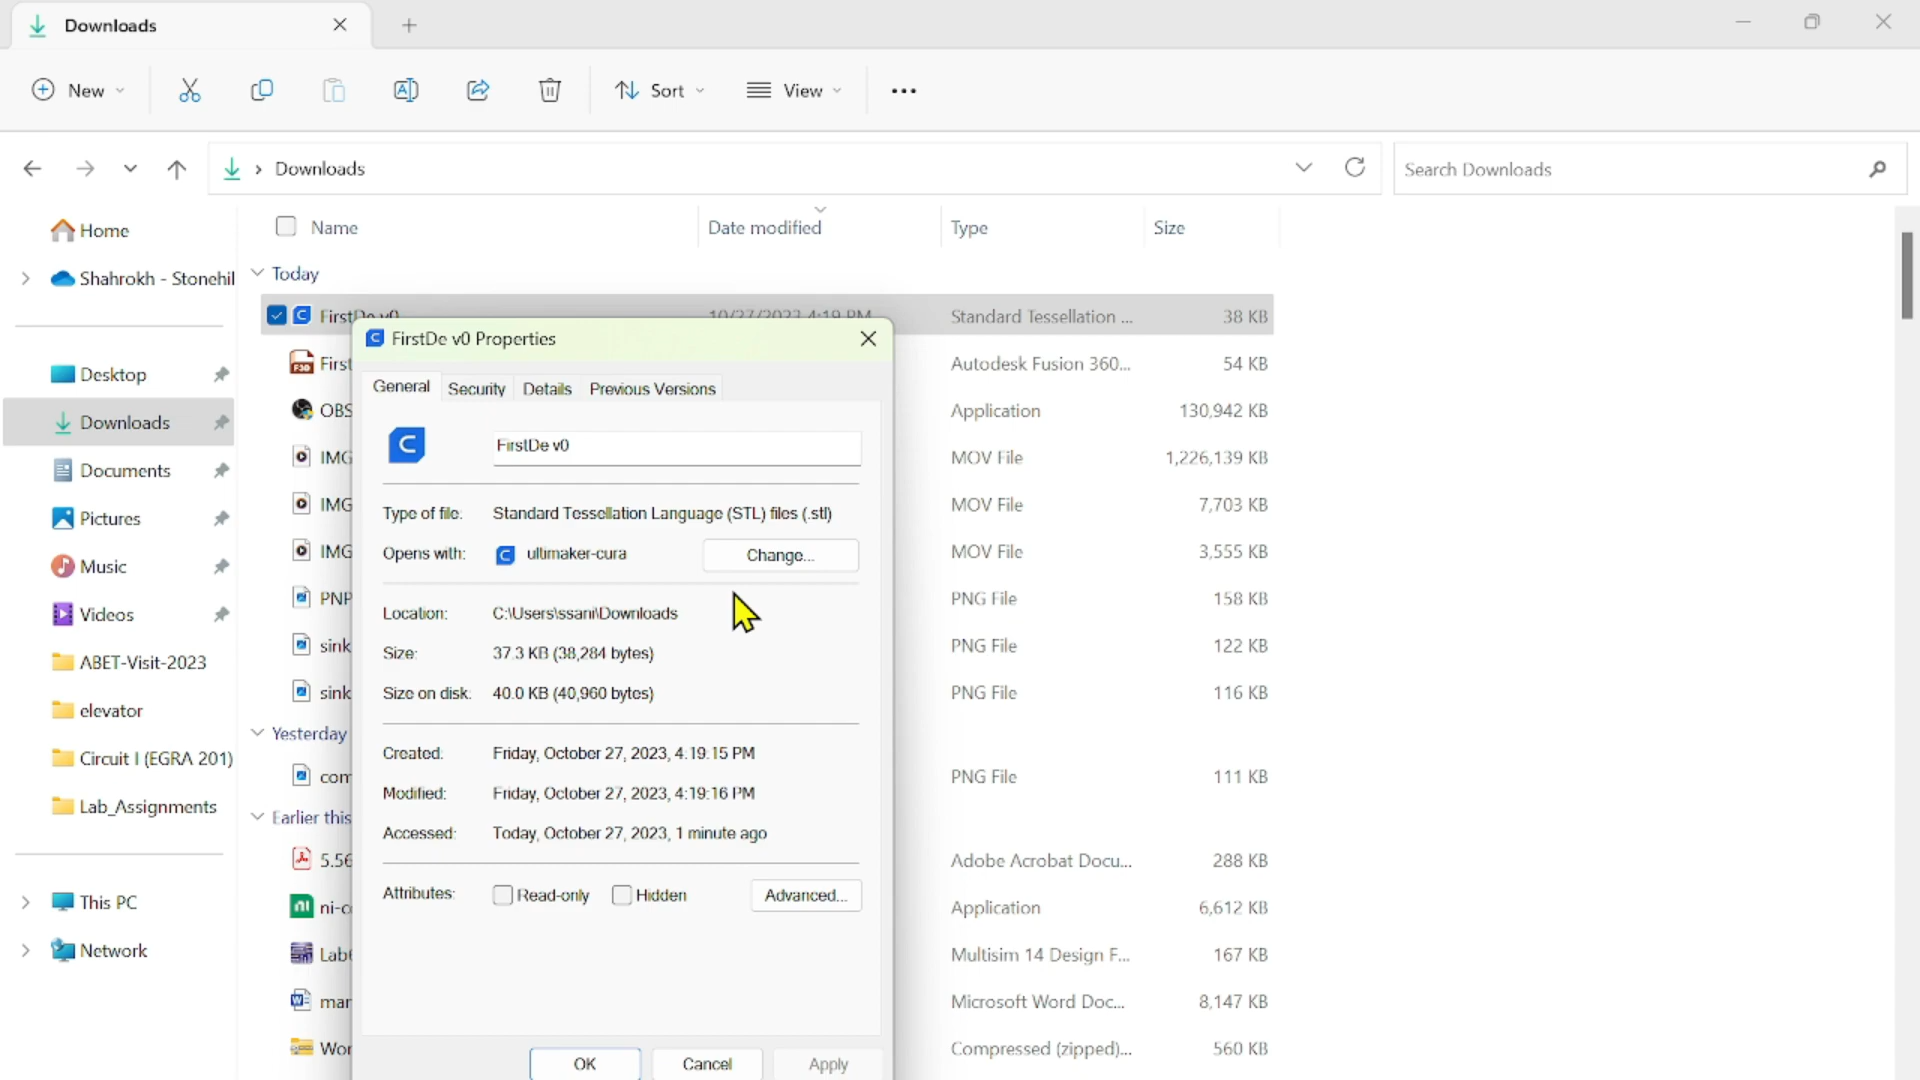 Downloads
New
Sort
View
Downloads
Search Downloads
Name
Date modified
Type
Size
Home
Shahrokh - Stonehil
Desktop
Downloads
Documents
Pictures
Music
Videos
ABET-Visit-2023
elevator
Circuit I (EGRA 201)
Lab_Assignments
This PC
Network
Today
FirstDe v0 10/27/2023 4:19 PM Standard Tessellation ... 38 KB
First Autodesk Fusion 360... 54 KB
OBS Application 130,942 KB
IMG MOV File 1,226,139 KB
IMG MOV File 7,703 KB
IMG MOV File 3,555 KB
PNP PNG File 158 KB
sink PNG File 122 KB
sink PNG File 116 KB
Yesterday
com PNG File 111 KB
Earlier this
5.56 Adobe Acrobat Docu... 288 KB
ni-c Application 6,612 KB
Lab Multisim 14 Design F... 167 KB
mar Microsoft Word Doc... 8,147 KB
Wor Compressed (zipped)... 560 KB
FirstDe v0 Properties
General Security Details Previous Versions
FirstDe v0
Type of file: Standard Tessellation Language (STL) files (.stl)
Opens with: ultimaker-cura Change...
Location: C:\Users\ssani\Downloads
Size: 37.3 KB (38,284 bytes)
Size on disk: 40.0 KB (40,960 bytes)
Created: Friday, October 27, 2023, 4:19:15 PM
Modified: Friday, October 27, 2023, 4:19:16 PM
Accessed: Today, October 27, 2023, 1 minute ago
Attributes: Read-only Hidden Advanced...
OK Cancel Apply